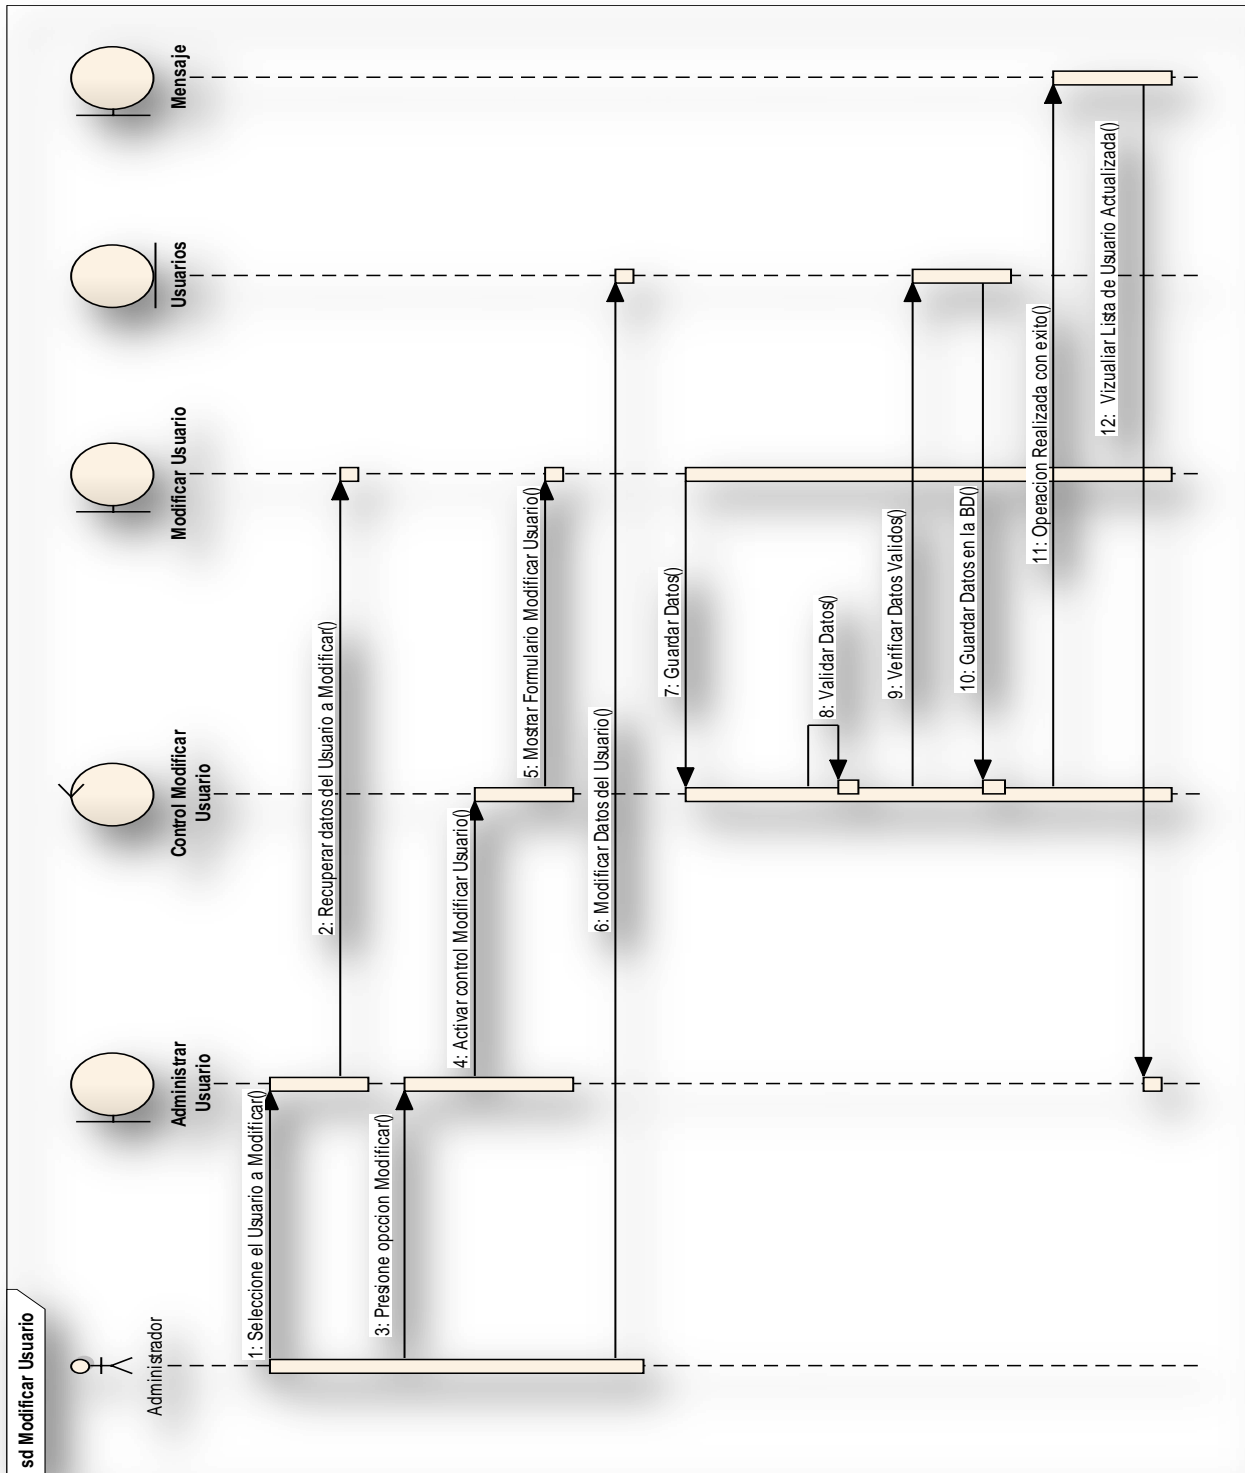 sd Modificar Usuario
Administrador
Administrar
Usuario
Control Modificar
Usuario
Modificar Usuario
Usuarios
Mensaje
1: Seleccione el Usuario a Modificar()
2: Recuperar datos del Usuario a Modificar()
3: Presione opccion Modificar()
4: Activar control Modificar Usuario()
5: Mostrar Formulario Modificar Usuario()
6: Modificar Datos del Usuario()
7: Guardar Datos()
8: Validar Datos()
9: Verificar Datos Validos()
10: Guardar Datos en la BD()
11: Operacion Realizada con exito()
12: Vizualiar Lista de Usuario Actualizada()